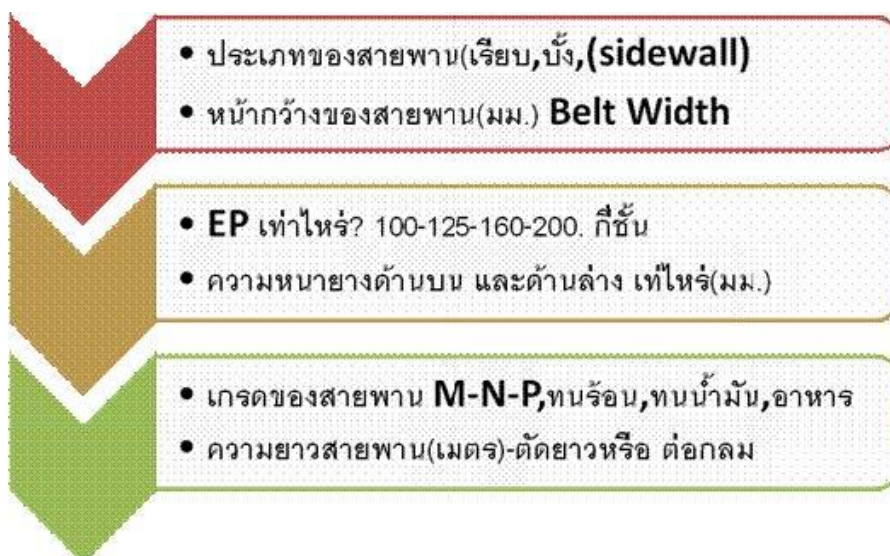 • ประเภทของสายพาน(เรียบ,บั้ง,(sidewall)
• หน้ากว้างของสายพาน(มม.) Belt Width
• EP เท่าไหร่? 100-125-160-200. กี่ชั้น
• ความหนายางด้านบน และด้านล่าง เท่ไหร่(มม.)
• เกรดของสายพาน M-N-P,ทนร้อน,ทนน้ำมัน,อาหาร
• ความยาวสายพาน(เมตร)-ตัดยาวหรือ ต่อกลม